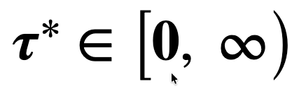 τ* ∈ [0, ∞)